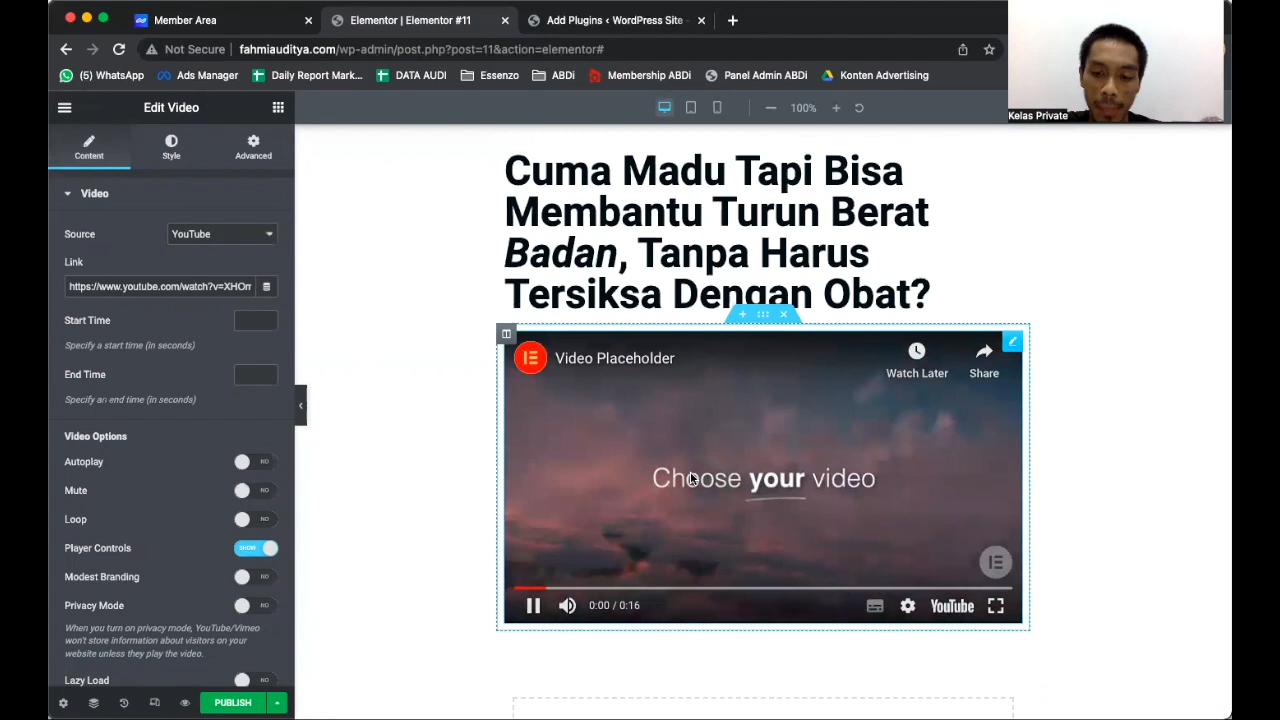 Member Area
Elementor | Elementor #11
Add Plugins ‹ WordPress Site
Not Secure
fahmiauditya.com/wp-admin/post.php?post=11&action=elementor#
(5) WhatsApp
Ads Manager
Daily Report Mark...
DATA AUDI
Essenzo
ABDi
Membership ABDi
Panel Admin ABDi
Konten Advertising
Kelas Private
Edit Video
100%
Content
Style
Advanced
Video
Source
YouTube
Link
https://www.youtube.com/watch?v=XHOm
Start Time
Specify a start time (in seconds)
End Time
Specify an end time (in seconds)
Video Options
Autoplay
NO
Mute
NO
Loop
NO
Player Controls
SHOW
Modest Branding
NO
Privacy Mode
NO
When you turn on privacy mode, YouTube/Vimeo
won't store information about visitors on your
website unless they play the video.
Lazy Load
NO
PUBLISH
Cuma Madu Tapi Bisa
Membantu Turun Berat
Badan, Tanpa Harus
Tersiksa Dengan Obat?
Video Placeholder
Watch Later
Share
Choose your video
0:00 / 0:16
YouTube